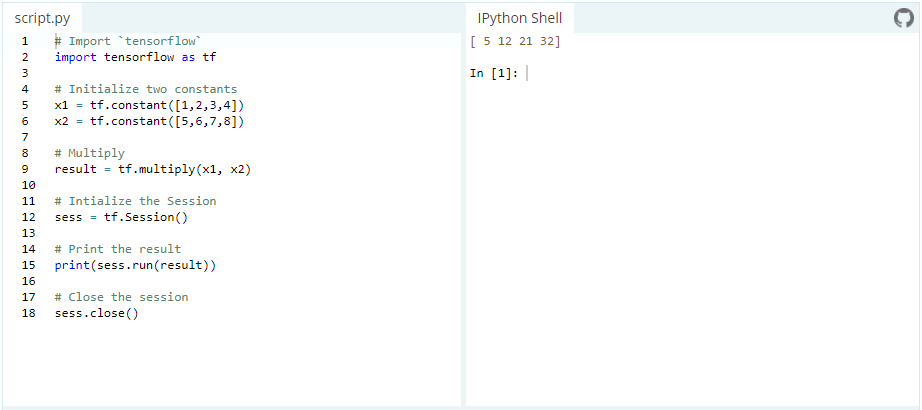 script.py
IPython Shell
1 # Import `tensorflow`
2 import tensorflow as tf
3
4 # Initialize two constants
5 x1 = tf.constant([1,2,3,4])
6 x2 = tf.constant([5,6,7,8])
7
8 # Multiply
9 result = tf.multiply(x1, x2)
10
11 # Intialize the Session
12 sess = tf.Session()
13
14 # Print the result
15 print(sess.run(result))
16
17 # Close the session
18 sess.close()
[ 5 12 21 32]
In [1]: